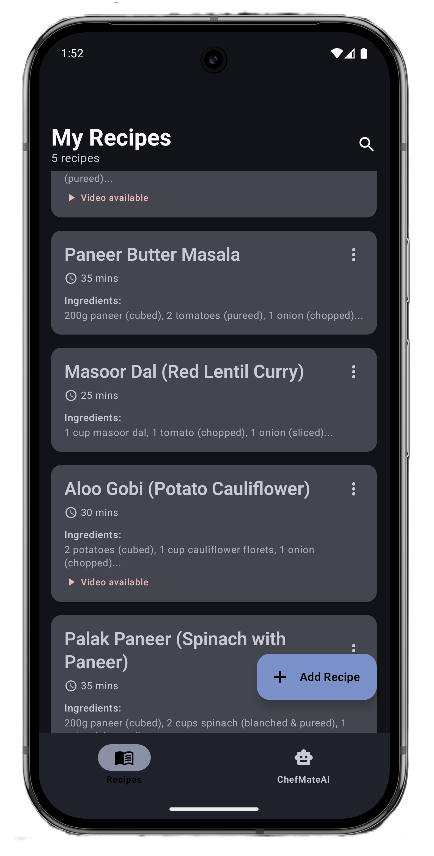 1:52
My Recipes
5 recipes
(pureed)...
Video available
Paneer Butter Masala
35 mins
Ingredients:
200g paneer (cubed), 2 tomatoes (pureed), 1 onion (chopped)...
Masoor Dal (Red Lentil Curry)
25 mins
Ingredients:
1 cup masoor dal, 1 tomato (chopped), 1 onion (sliced)...
Aloo Gobi (Potato Cauliflower)
30 mins
Ingredients:
2 potatoes (cubed), 1 cup cauliflower florets, 1 onion
(chopped)...
Video available
Palak Paneer (Spinach with
Paneer)
35 mins
Add Recipe
Ingredients:
200g paneer (cubed), 2 cups spinach (blanched & pureed), 1
Recipes
ChefMateAI